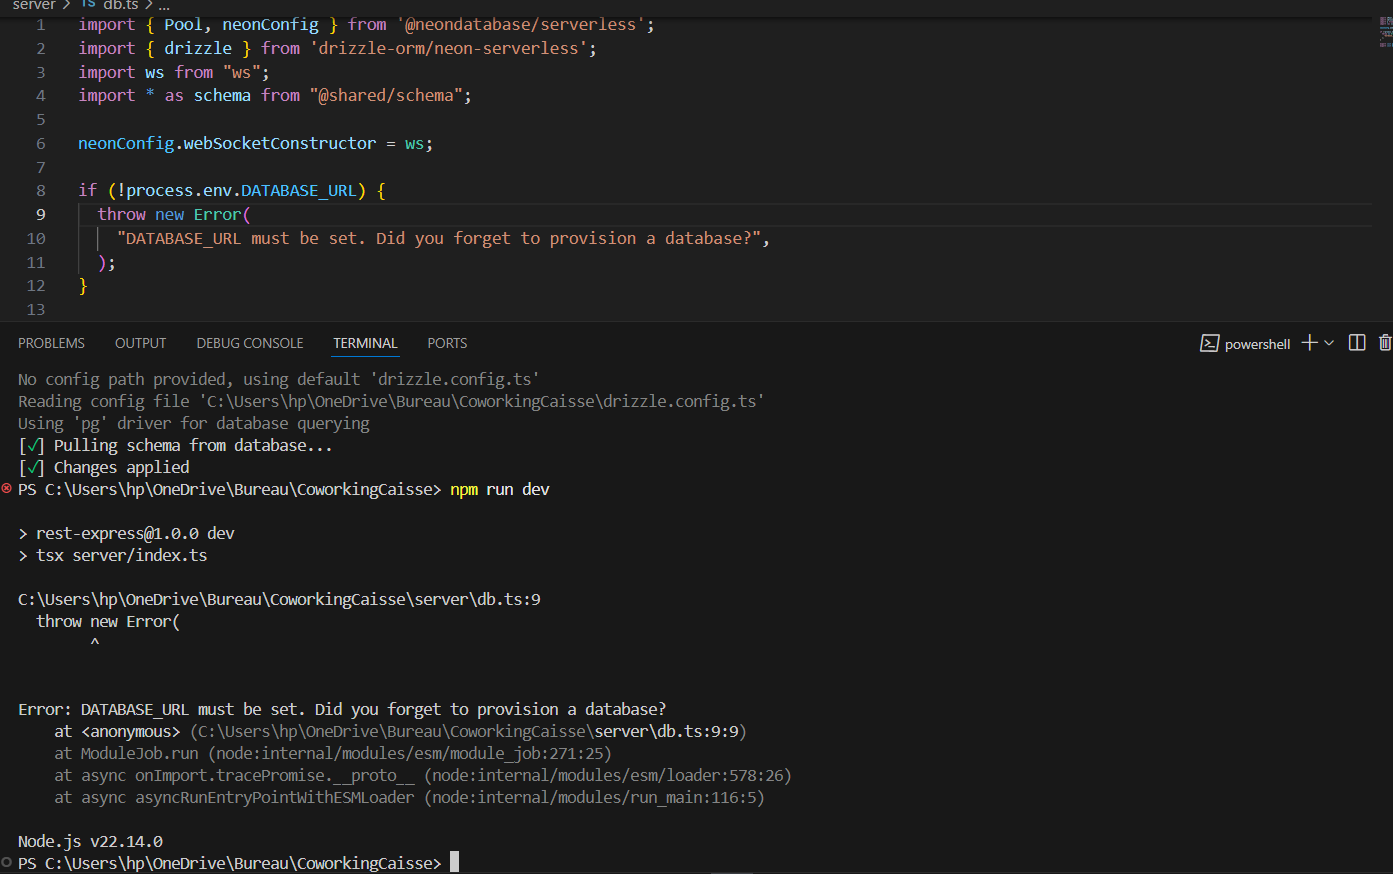 server > TS db.ts > ...
1 import { Pool, neonConfig } from '@neondatabase/serverless';
2 import { drizzle } from 'drizzle-orm/neon-serverless';
3 import ws from "ws";
4 import * as schema from "@shared/schema";
5
6 neonConfig.webSocketConstructor = ws;
7
8 if (!process.env.DATABASE_URL) {
9 throw new Error(
10 "DATABASE_URL must be set. Did you forget to provision a database?",
11 );
12 }
13
PROBLEMS OUTPUT DEBUG CONSOLE TERMINAL PORTS powershell
No config path provided, using default 'drizzle.config.ts'
Reading config file 'C:\Users\hp\OneDrive\Bureau\CoworkingCaisse\drizzle.config.ts'
Using 'pg' driver for database querying
[✓] Pulling schema from database...
[✓] Changes applied
PS C:\Users\hp\OneDrive\Bureau\CoworkingCaisse> npm run dev
> rest-express@1.0.0 dev
> tsx server/index.ts
C:\Users\hp\OneDrive\Bureau\CoworkingCaisse\server\db.ts:9
throw new Error(
^
Error: DATABASE_URL must be set. Did you forget to provision a database?
at <anonymous> (C:\Users\hp\OneDrive\Bureau\CoworkingCaisse\server\db.ts:9:9)
at ModuleJob.run (node:internal/modules/esm/module_job:271:25)
at async onImport.tracePromise.__proto__ (node:internal/modules/esm/loader:578:26)
at async asyncRunEntryPointWithESMLoader (node:internal/modules/run_main:116:5)
Node.js v22.14.0
PS C:\Users\hp\OneDrive\Bureau\CoworkingCaisse>